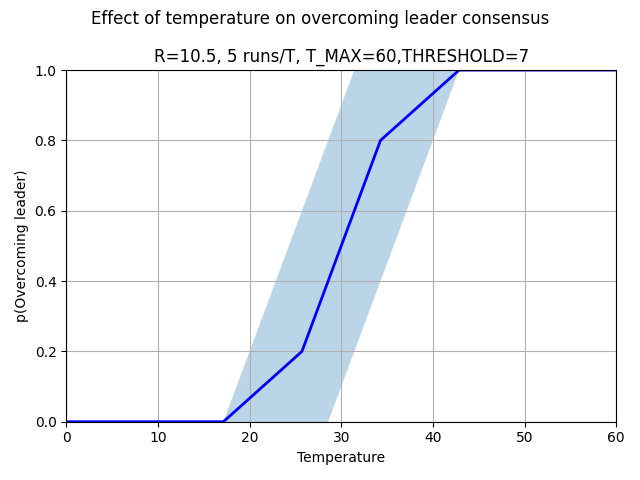 Effect of temperature on overcoming leader consensus
R=10.5, 5 runs/T, T_MAX=60,THRESHOLD=7
1.0
0.8
0.6
0.4
0.2
0.0
p(Overcoming leader)
0 10 20 30 40 50 60
Temperature